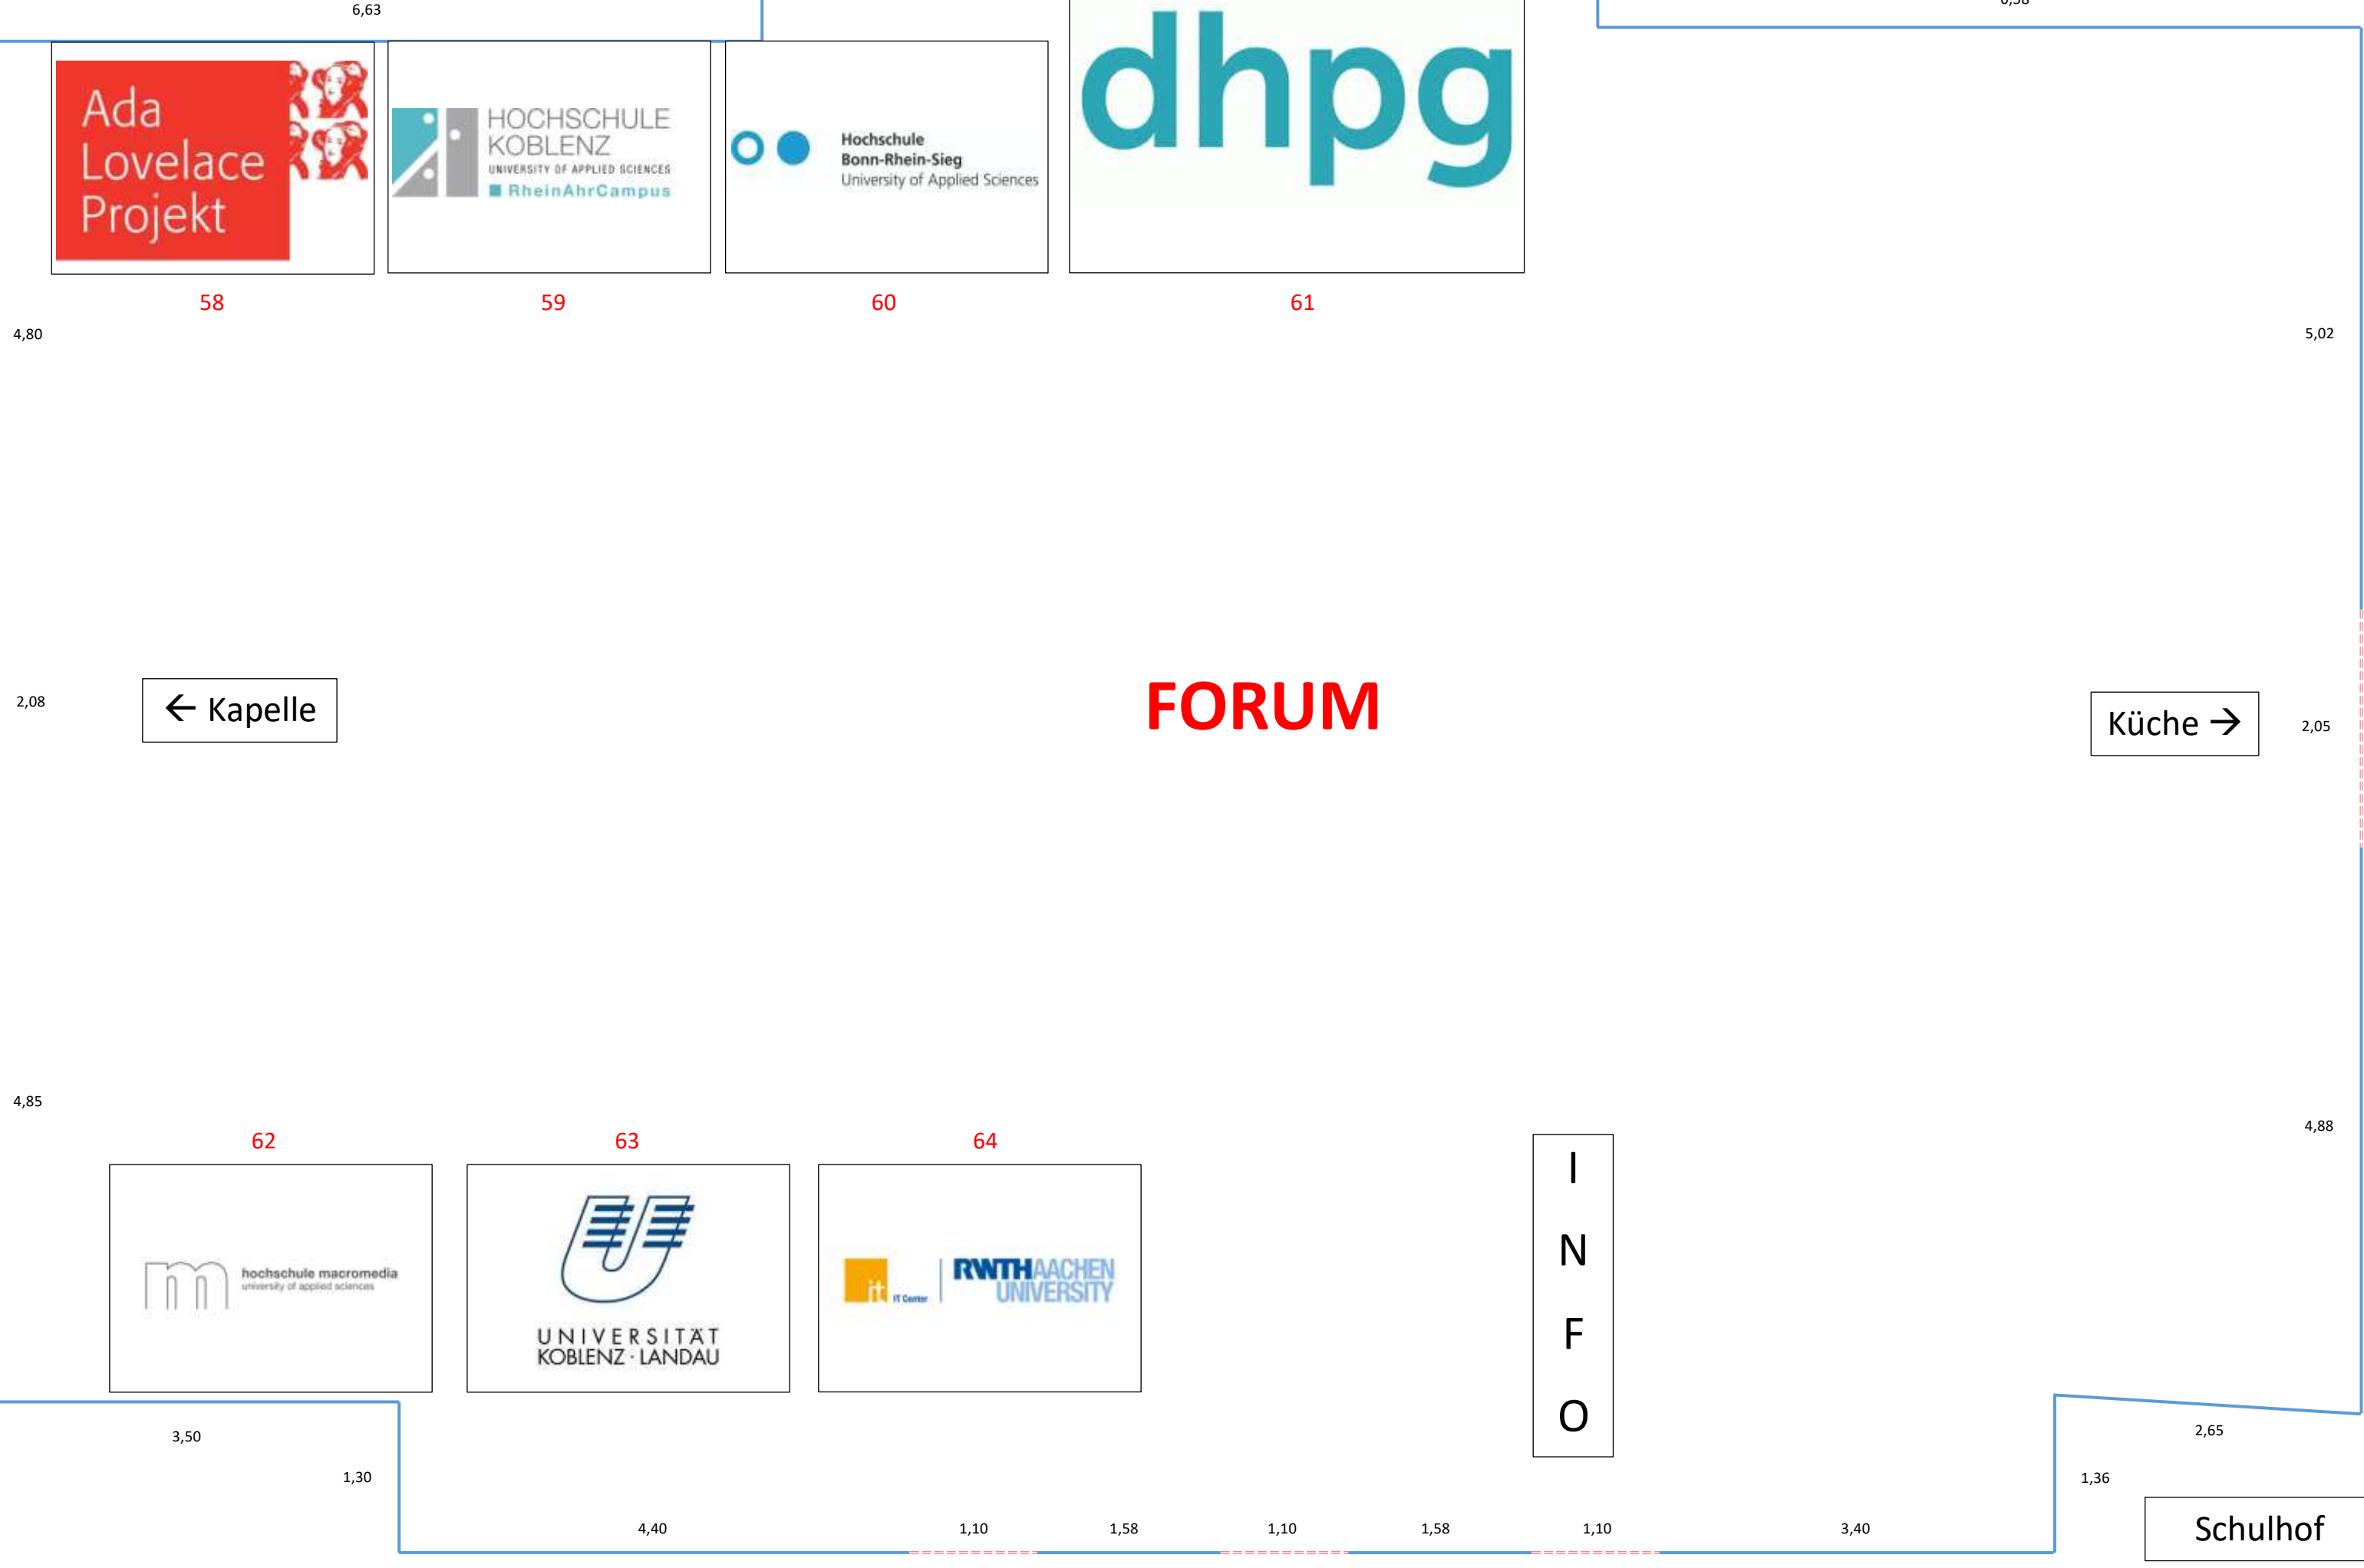 6,63
dhpg
Ada
Lovelace
Projekt
HOCHSCHULE
KOBLENZ
UNIVERSITY OF APPLIED SCIENCES
RheinAhrCampus
Hochschule
Bonn-Rhein-Sieg
University of Applied Sciences
58
59
60
61
4,80
5,02
2,08
← Kapelle
FORUM
Küche →
2,05
4,85
4,88
62
63
64
hochschule macromedia
university of applied sciences
UNIVERSITÄT
KOBLENZ · LANDAU
it IT Center
RWTHAACHEN
UNIVERSITY
I
N
F
O
3,50
1,30
2,65
1,36
4,40
1,10
1,58
1,10
1,58
1,10
3,40
Schulhof